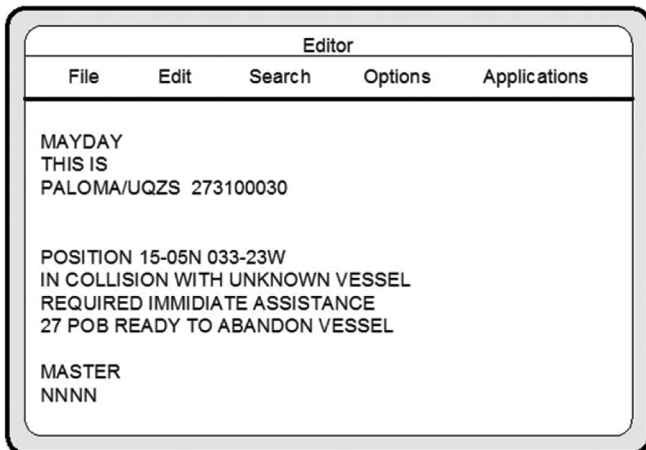 Editor
File Edit Search Options Applications
MAYDAY
THIS IS
PALOMA/UQZS 273100030
POSITION 15-05N 033-23W
IN COLLISION WITH UNKNOWN VESSEL
REQUIRED IMMIDIATE ASSISTANCE
27 POB READY TO ABANDON VESSEL
MASTER
NNNN